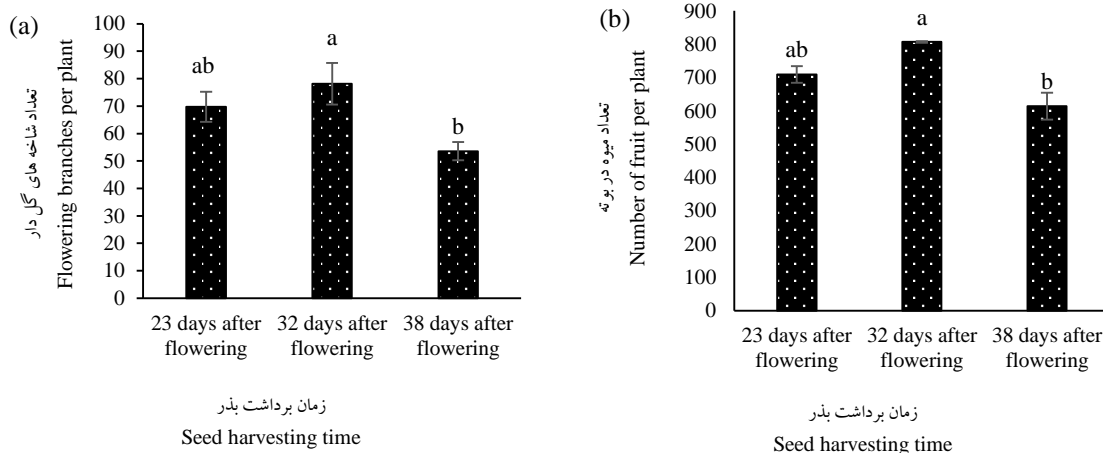 (a)
تعداد شاخه های گل دار
Flowering branches per plant
100
90
80
70
60
50
40
30
20
10
0
ab
a
b
23 days after
flowering
32 days after
flowering
38 days after
flowering
زمان برداشت بذر
Seed harvesting time
(b)
تعداد میوه در بوته
Number of fruit per plant
900
800
700
600
500
400
300
200
100
0
ab
a
b
23 days after
flowering
32 days after
flowering
38 days after
flowering
زمان برداشت بذر
Seed harvesting time